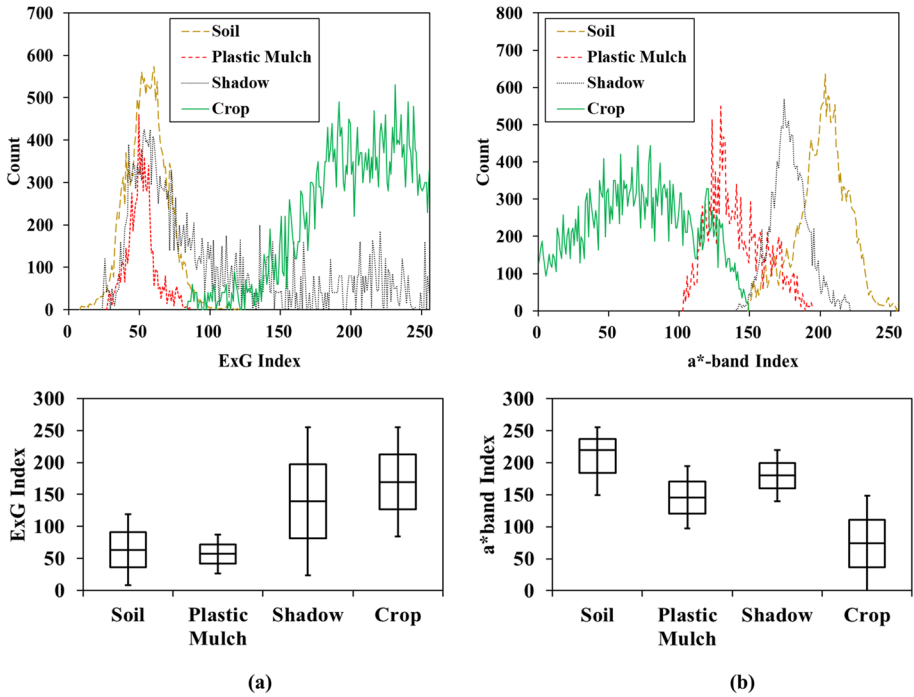 700
600
500
400
300
200
100
0
Count
Soil
Plastic Mulch
Shadow
Crop
0 50 100 150 200 250
ExG Index
800
700
600
500
400
300
200
100
0
Count
Soil
Plastic Mulch
Shadow
Crop
0 50 100 150 200 250
a*-band Index
300
250
200
150
100
50
0
ExG Index
Soil Plastic Shadow Crop
Mulch
300
250
200
150
100
50
0
a*band Index
Soil Plastic Shadow Crop
Mulch
(a) (b)